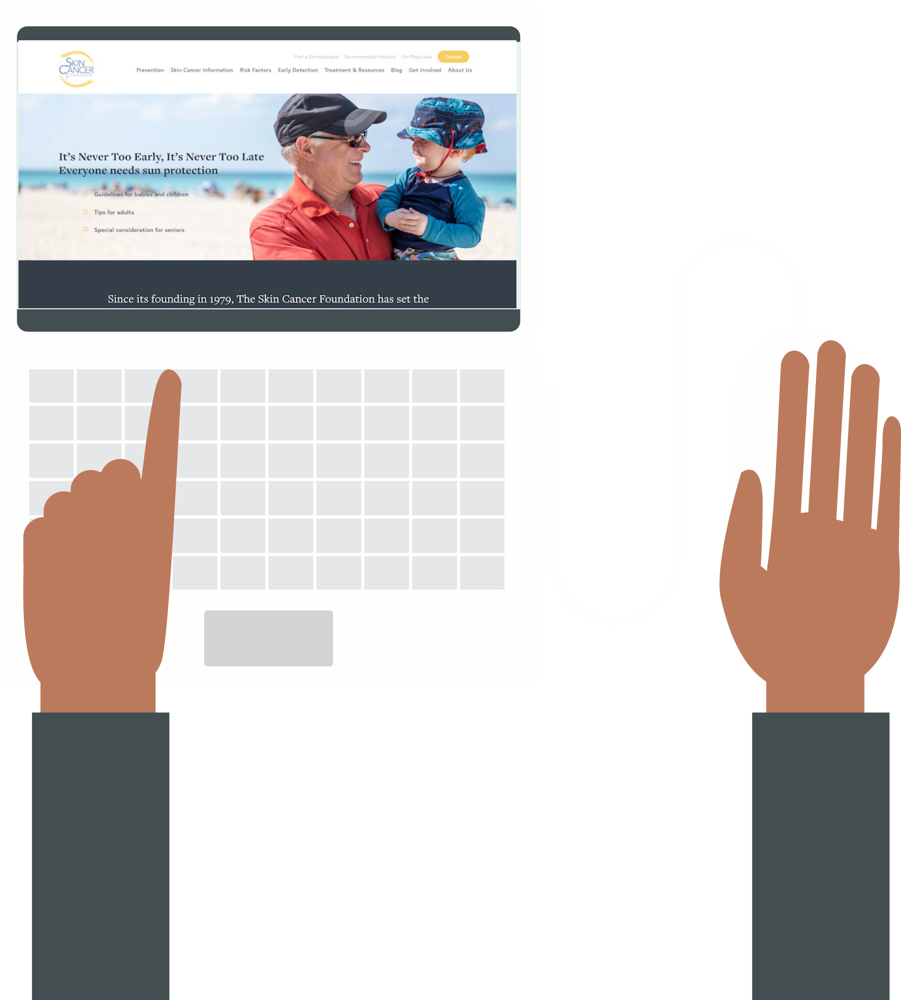 SKIN
CANCER
FOUNDATION
Find a Dermatologist Recommended Products For Physicians Donate
Prevention Skin Cancer Information Risk Factors Early Detection Treatment & Resources Blog Get Involved About Us
It’s Never Too Early, It’s Never Too Late
Everyone needs sun protection
Guidelines for babies and children
Tips for adults
Special consideration for seniors
Since its founding in 1979, The Skin Cancer Foundation has set the